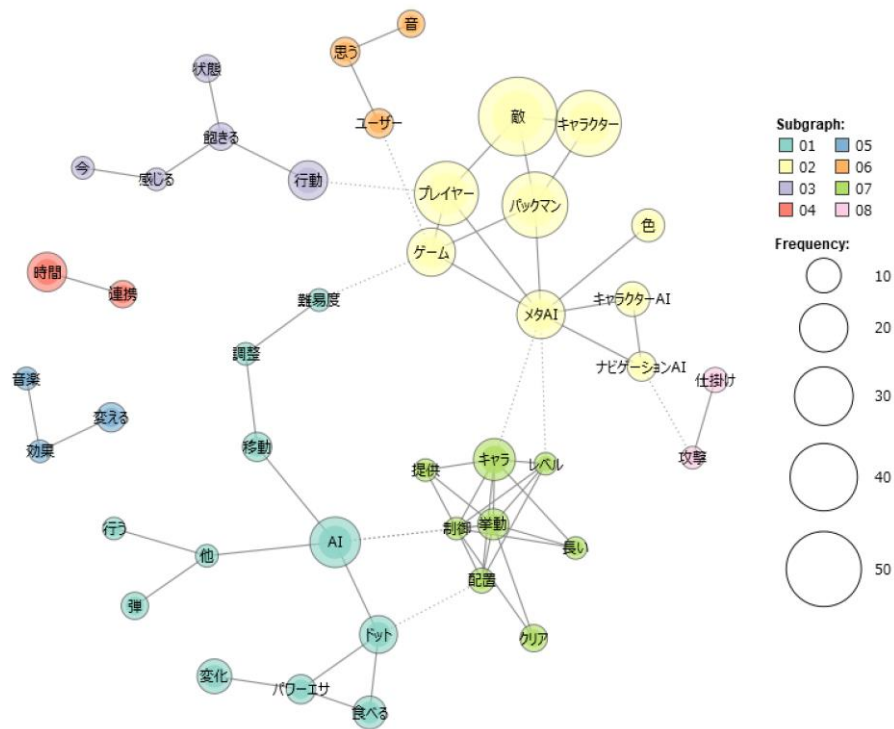 音
思う
状態
ユーザー
敵
キャラクター
飽きる
今
感じる
行動
プレイヤー
パックマン
色
ゲーム
時間
連携
難易度
キャラクターAI
メタAI
調整
ナビゲーションAI
仕掛け
音楽
変える
効果
移動
提供
キャラ
レベル
攻撃
行う
他
AI
制御
挙動
長い
弾
配置
ドット
クリア
変化
パワーエサ
食べる
Subgraph:
01
05
02
06
03
07
04
08
Frequency:
10
20
30
40
50